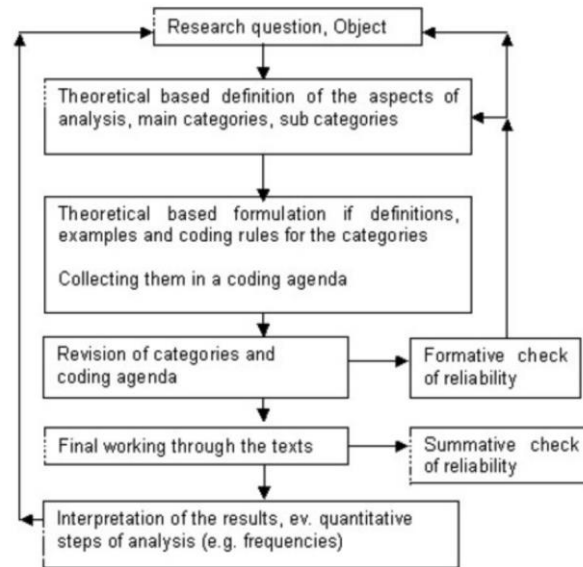 Research question, Object
Theoretical based definition of the aspects of
analysis, main categories, sub categories
Theoretical based formulation if definitions,
examples and coding rules for the categories
Collecting them in a coding agenda
Revision of categories and
coding agenda
Formative check
of reliability
Final working through the texts
Summative check
of reliability
Interpretation of the results, ev. quantitative
steps of analysis (e.g. frequencies)